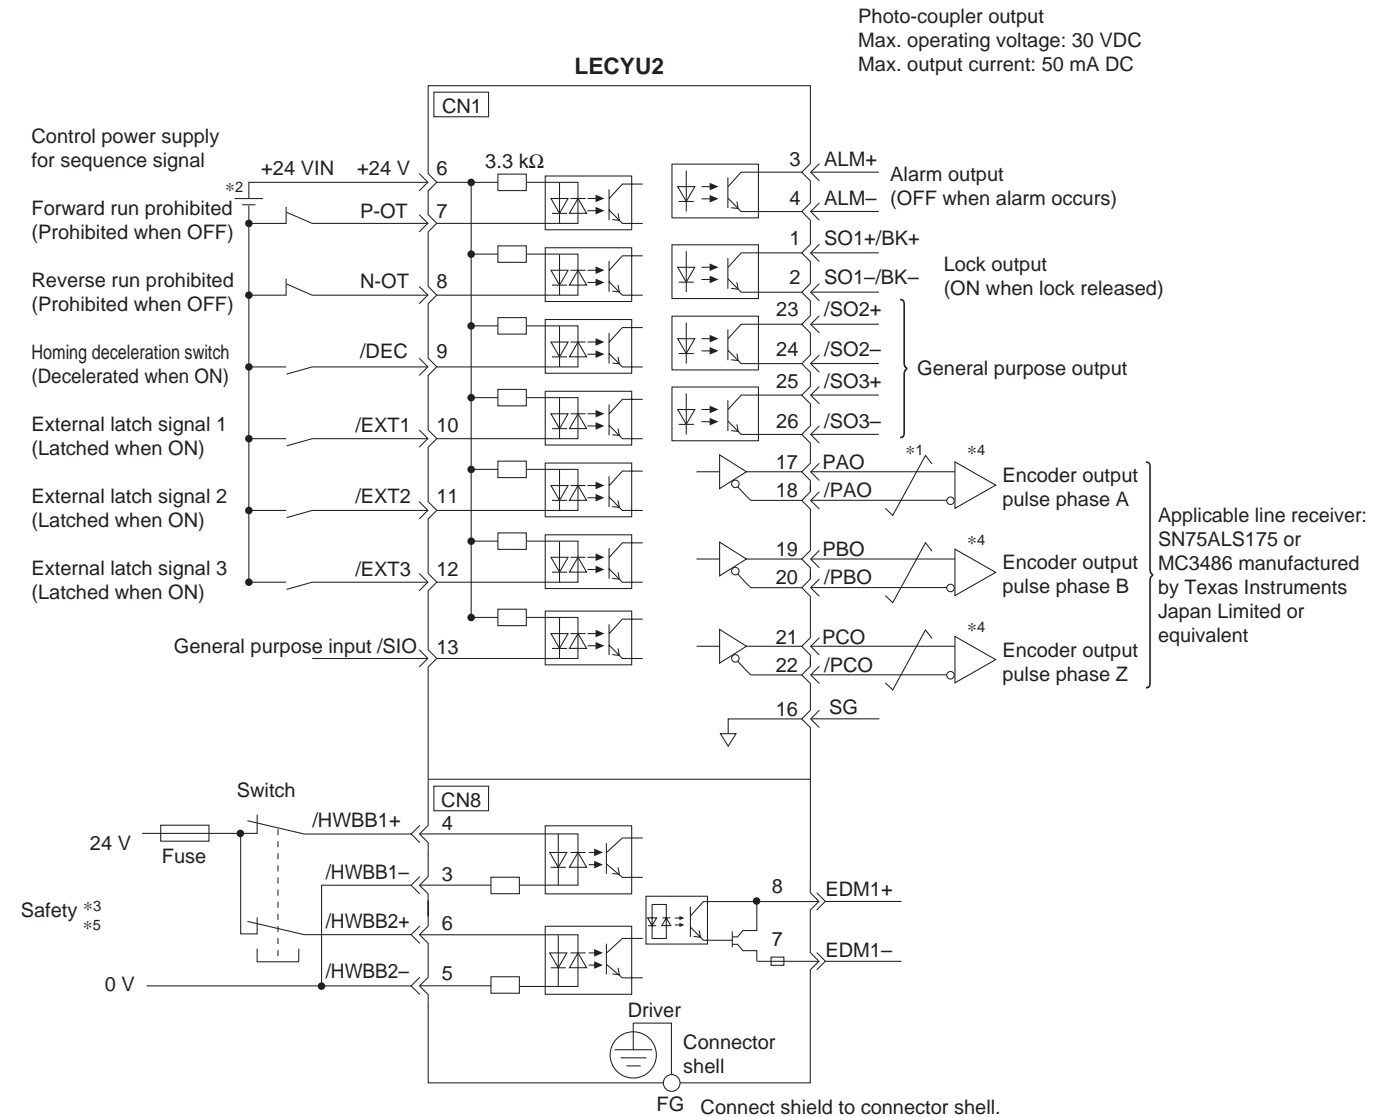 Photo-coupler output
Max. operating voltage: 30 VDC
Max. output current: 50 mA DC
LECYU2
CN1
Control power supply
for sequence signal
+24 VIN
+24 V
6
3.3 kΩ
*2
Forward run prohibited
(Prohibited when OFF)
P-OT
7
Reverse run prohibited
(Prohibited when OFF)
N-OT
8
Homing deceleration switch
(Decelerated when ON)
/DEC
9
External latch signal 1
(Latched when ON)
/EXT1
10
External latch signal 2
(Latched when ON)
/EXT2
11
External latch signal 3
(Latched when ON)
/EXT3
12
General purpose input /SIO
13
3
ALM+
4
ALM–
Alarm output
(OFF when alarm occurs)
1
SO1+/BK+
2
SO1–/BK–
Lock output
(ON when lock released)
23
/SO2+
24
/SO2–
25
/SO3+
26
/SO3–
General purpose output
17
PAO
18
/PAO
*1
*4
Encoder output
pulse phase A
19
PBO
20
/PBO
*4
Encoder output
pulse phase B
21
PCO
22
/PCO
*4
Encoder output
pulse phase Z
Applicable line receiver:
SN75ALS175 or
MC3486 manufactured
by Texas Instruments
Japan Limited or
equivalent
16
SG
CN8
Switch
24 V
Fuse
/HWBB1+
4
/HWBB1–
3
Safety *3
*5
/HWBB2+
6
/HWBB2–
5
0 V
8
EDM1+
7
EDM1–
Driver
Connector
shell
FG
Connect shield to connector shell.